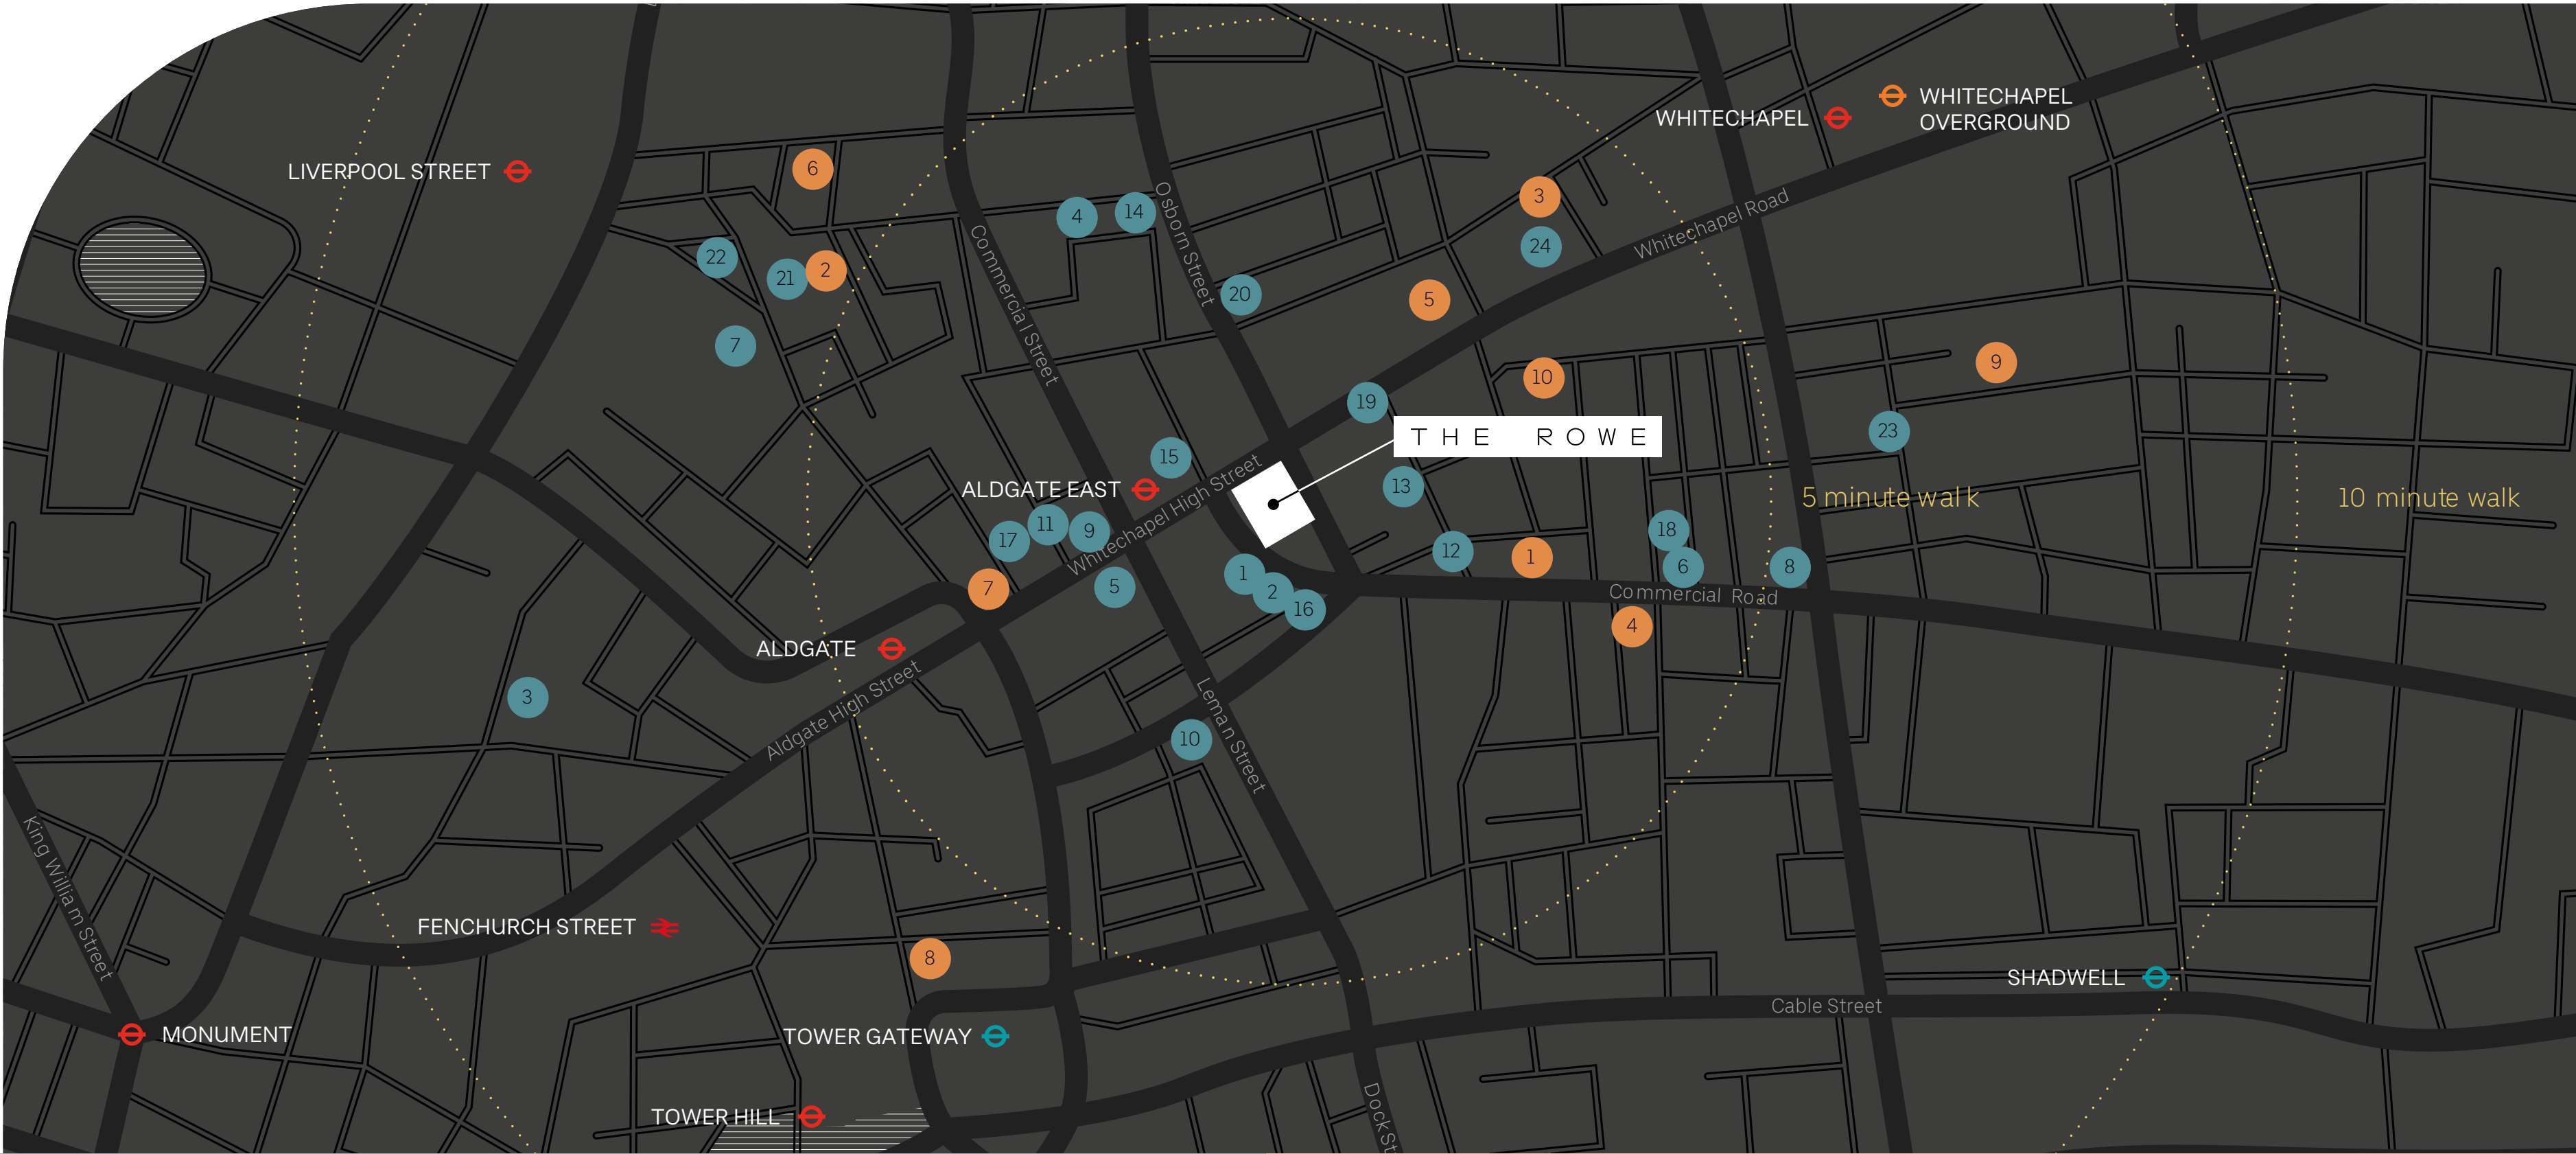 WHITECHAPEL
OVERGROUND
WHITECHAPEL
LIVERPOOL STREET
6
3
4
14
Osborn Street
Whitechapel Road
24
22
21
2
Commercial Street
20
5
7
9
10
19
THE ROWE
23
15
ALDGATE EAST
13
Whitechapel High Street
5 minute walk
10 minute walk
17
11
9
18
12
1
6
8
7
5
1
2
16
Commercial Road
4
ALDGATE
3
Aldgate High Street
Leman Street
10
King William Street
FENCHURCH STREET
8
SHADWELL
Cable Street
MONUMENT
TOWER GATEWAY
TOWER HILL
Dock St